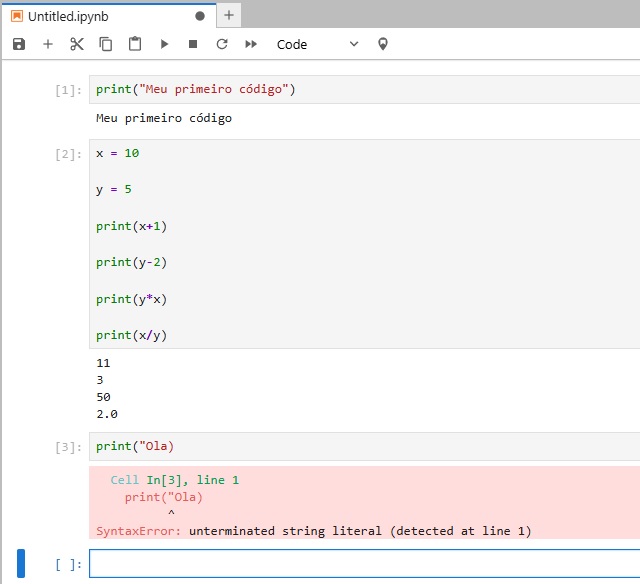 Untitled.ipynb
Code
[1]: print("Meu primeiro código")
Meu primeiro código
[2]: x = 10
y = 5
print(x+1)
print(y-2)
print(y*x)
print(x/y)
11
3
50
2.0
[3]: print("Ola)
Cell In[3], line 1
print("Ola)
^
SyntaxError: unterminated string literal (detected at line 1)
[ ]: